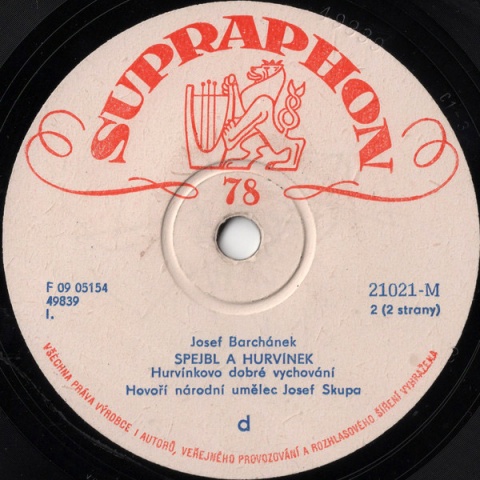 SUPRAPHON
78
F 09 05154
49839
I.
21021-M
2 (2 strany)
Josef Barchánek
SPEJBL A HURVÍNEK
Hurvínkovo dobré vychování
Hovoří národní umělec Josef Skupa
d
VŠECHNA PRÁVA VÝROBCE I AUTORŮ, VEŘEJNÉHO PROVOZOVÁNÍ A ROZHLASOVÉHO ŠÍŘENÍ VYHRAŽENA